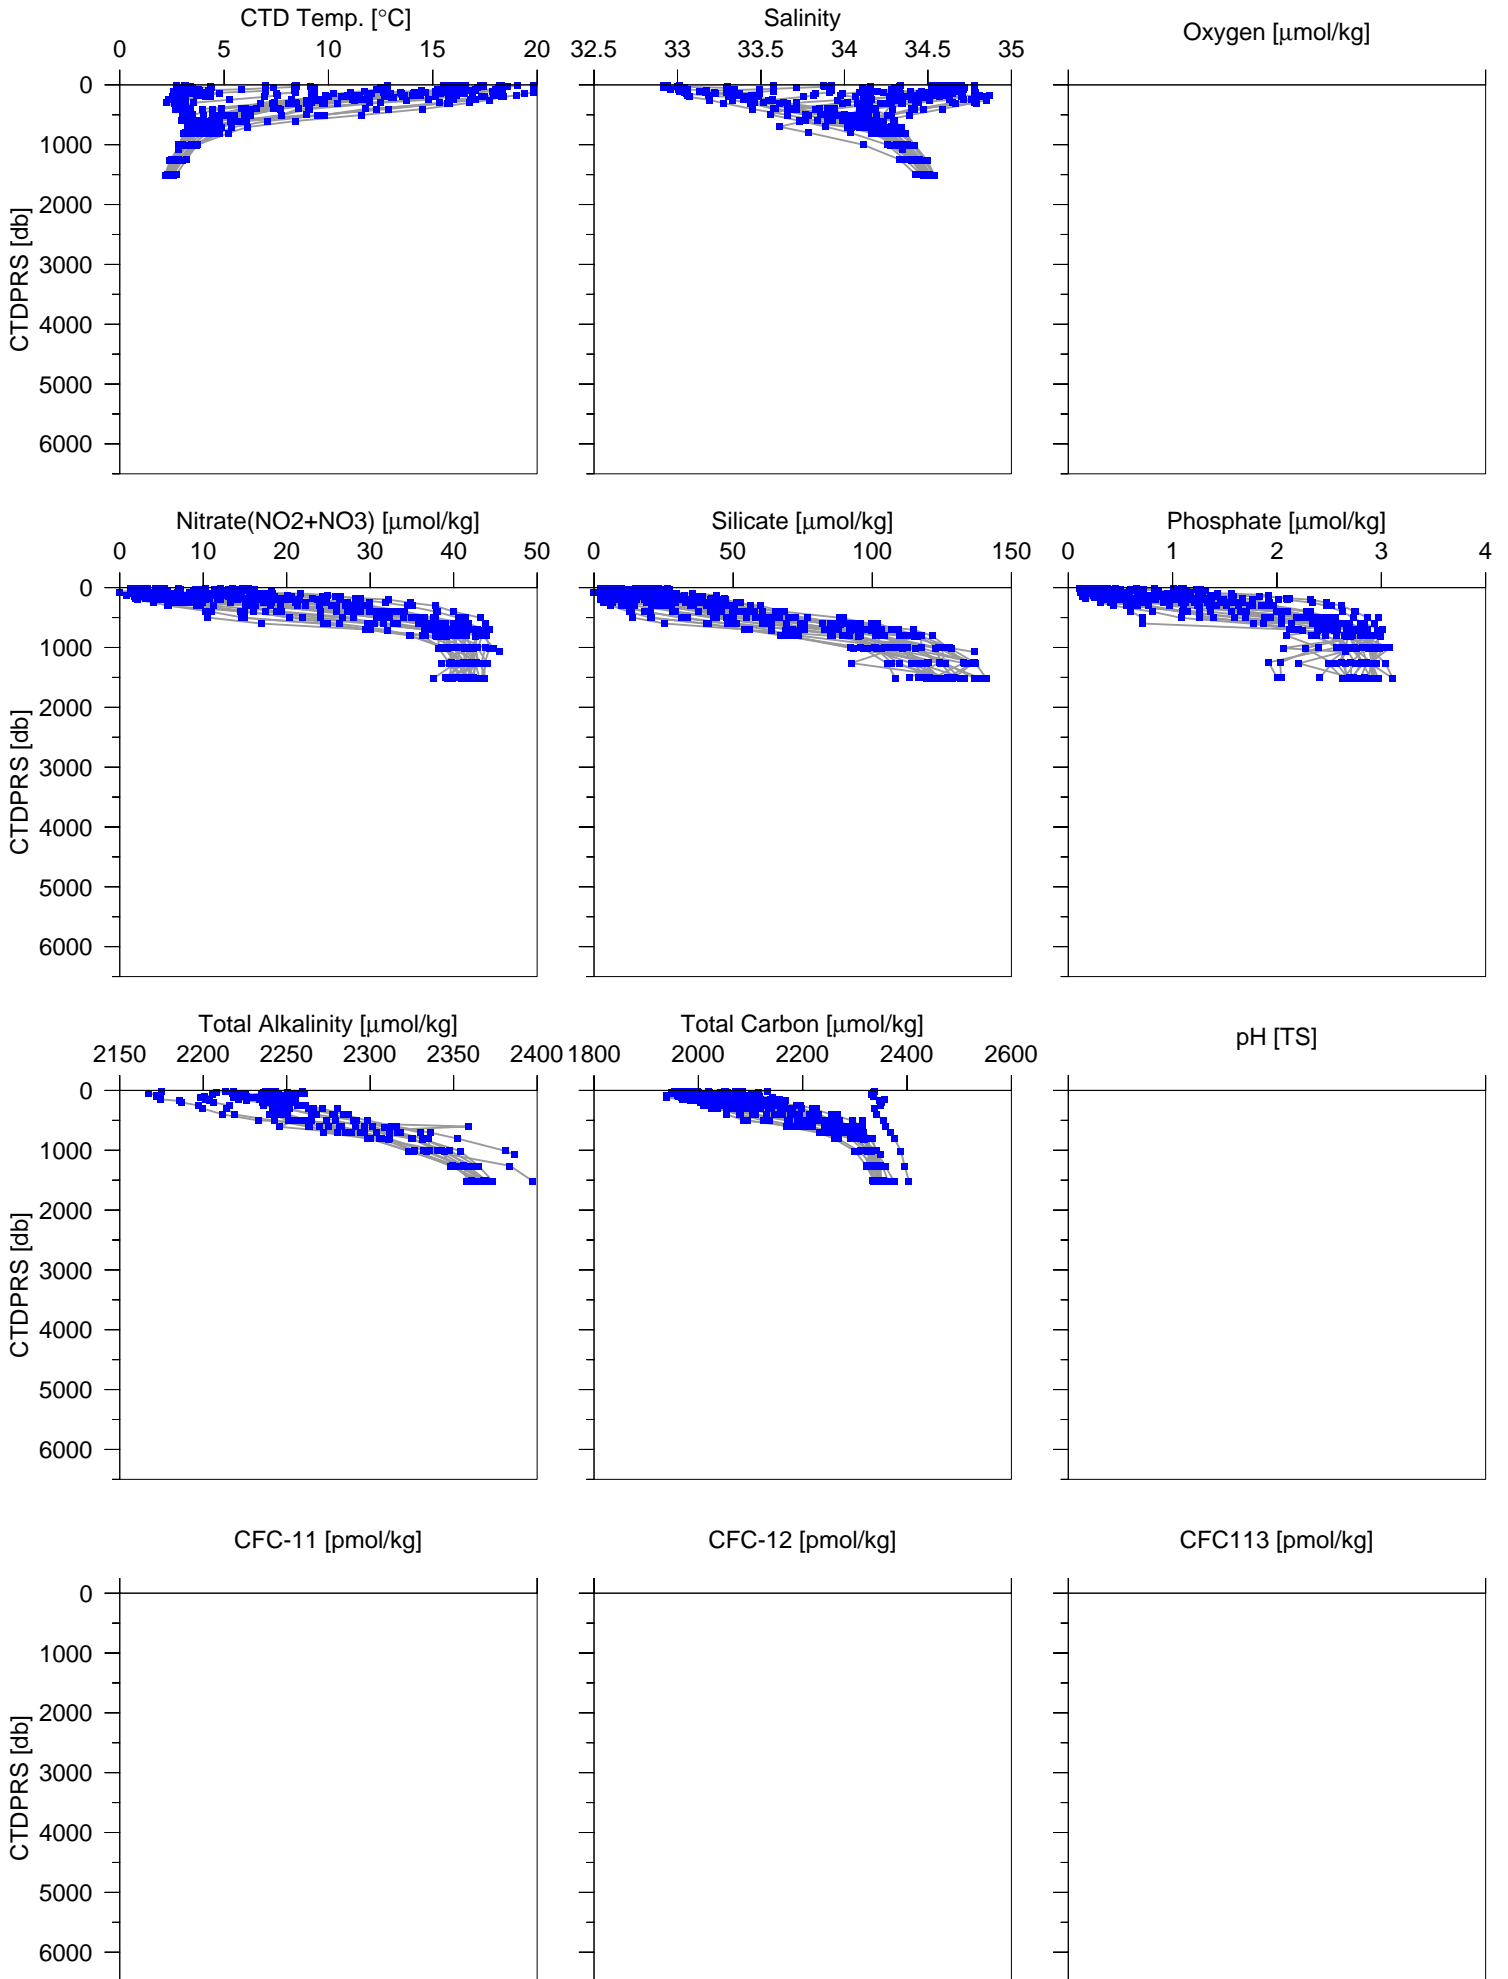 CTD Temp. [°C] Salinity Oxygen [μmol/kg]
0 5 10 15 20 32.5 33 33.5 34 34.5 35
0
1000
2000
3000
4000
5000
6000
CTDPRS [db]
Nitrate(NO2+NO3) [μmol/kg] Silicate [μmol/kg] Phosphate [μmol/kg]
0 10 20 30 40 50 0 50 100 150 0 1 2 3 4
0
1000
2000
3000
4000
5000
6000
CTDPRS [db]
Total Alkalinity [μmol/kg] Total Carbon [μmol/kg] pH [TS]
2150 2200 2250 2300 2350 2400 1800 2000 2200 2400 2600
0
1000
2000
3000
4000
5000
6000
CTDPRS [db]
CFC-11 [pmol/kg] CFC-12 [pmol/kg] CFC113 [pmol/kg]
0
1000
2000
3000
4000
5000
6000
CTDPRS [db]